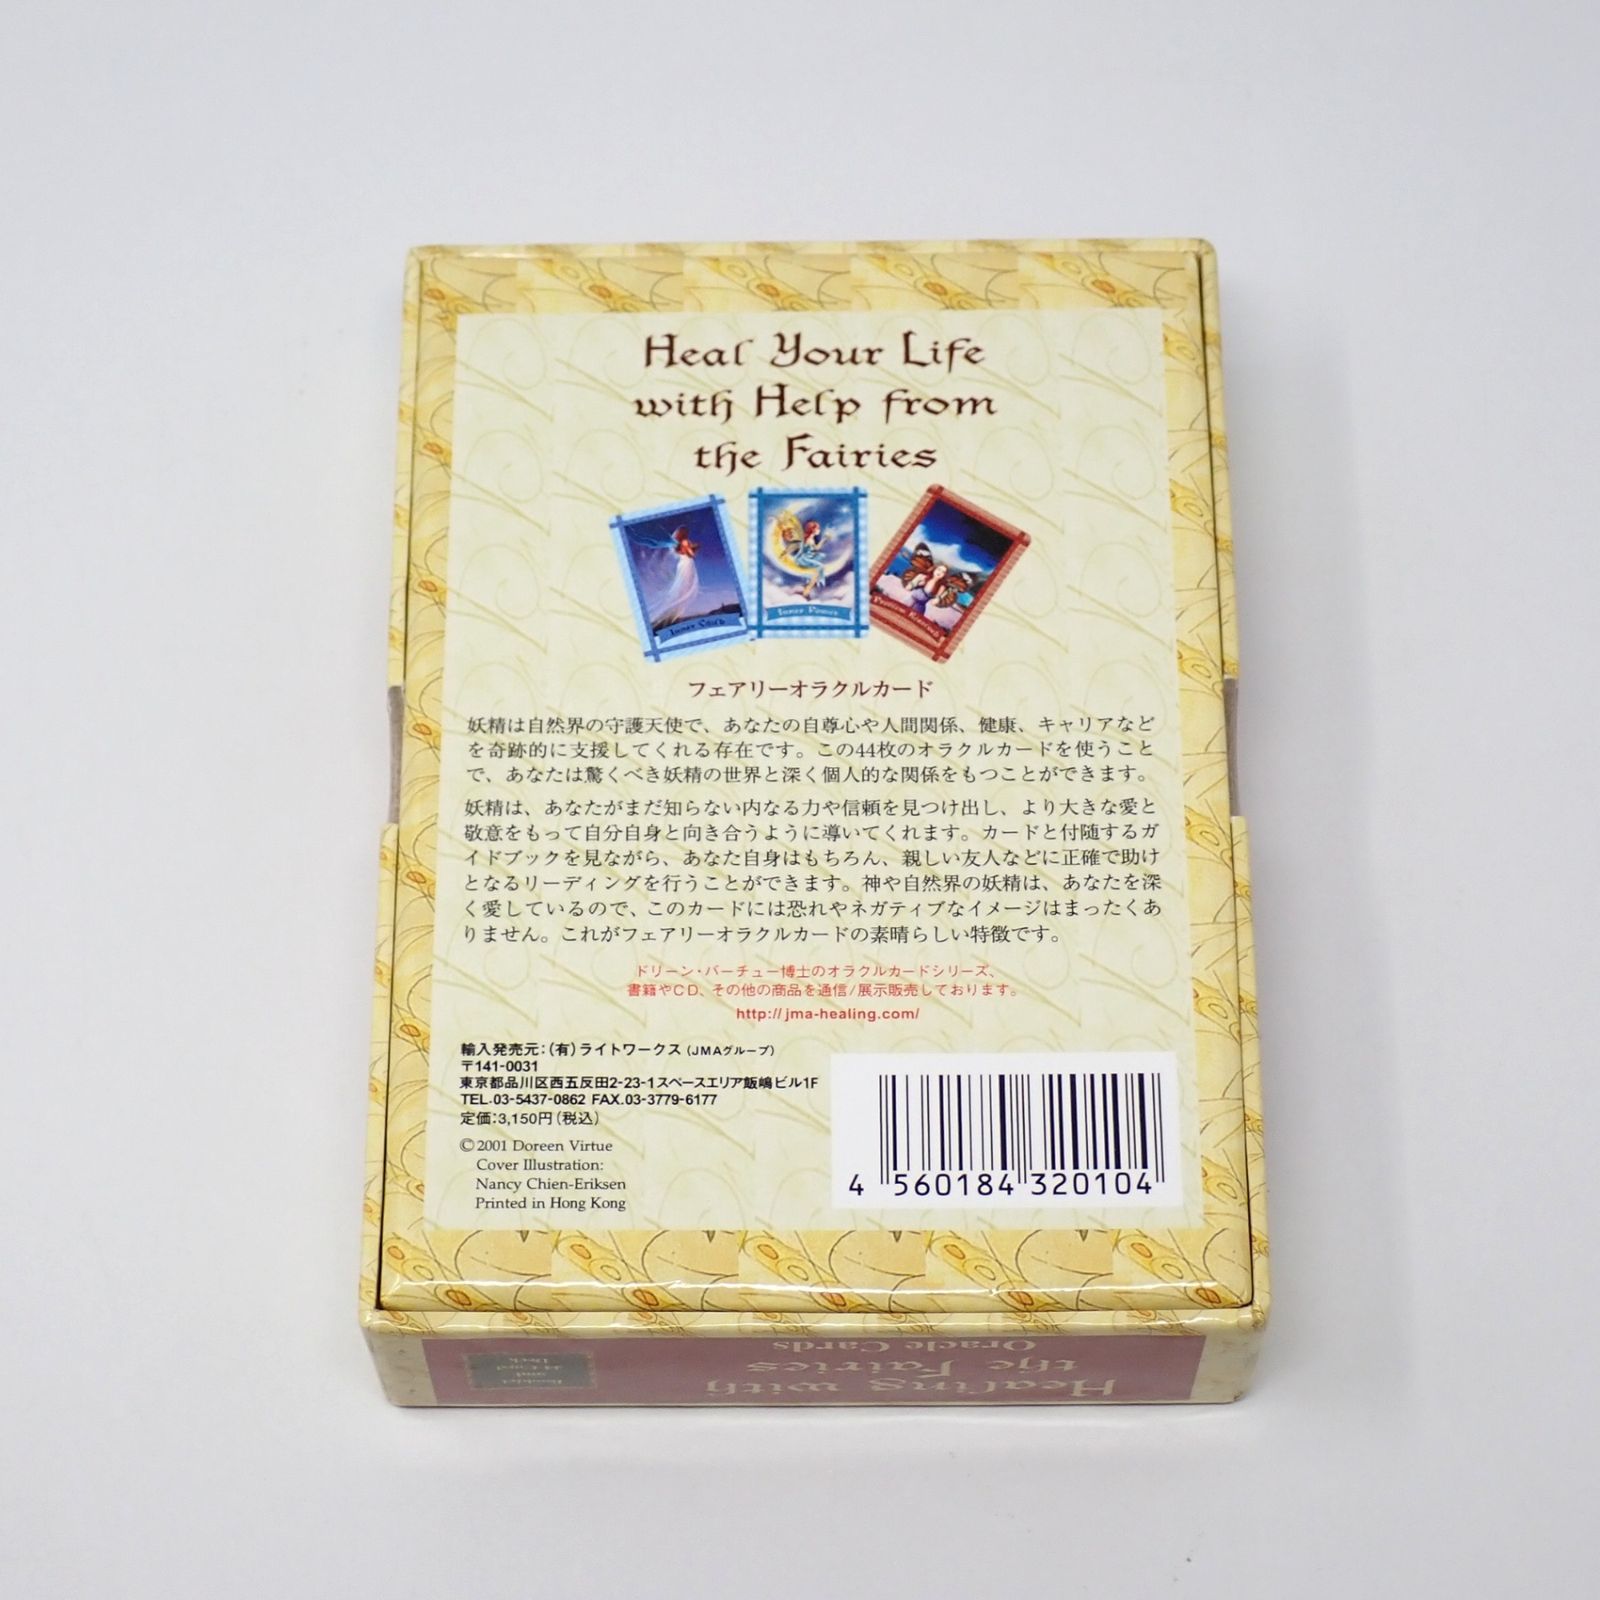 Heal Your Life
with Help from
the Fairies
Inner Child
Inner Power
フェアリーオラクルカード
妖精は自然界の守護天使で、あなたの自尊心や人間関係、健康、キャリアなど
を奇跡的に支援してくれる存在です。この44枚のオラクルカードを使うこと
で、あなたは驚くべき妖精の世界と深く個人的な関係をもつことができます。
妖精は、あなたがまだ知らない内なる力や信頼を見つけ出し、より大きな愛と
敬意をもって自分自身と向き合うように導いてくれます。カードと付随するガ
イドブックを見ながら、あなた自身はもちろん、親しい友人などに正確で助け
となるリーディングを行うことができます。神や自然界の妖精は、あなたを深
く愛しているので、このカードには恐れやネガティブなイメージはまったくあ
りません。これがフェアリーオラクルカードの素晴らしい特徴です。
ドリーン・バーチュー博士のオラクルカードシリーズ、
書籍やCD、その他の商品を通信/展示販売しております。
http://jma-healing.com/
輸入発売元:(有)ライトワークス(JMAグループ)
〒141-0031
東京都品川区西五反田2-23-1スペースエリア飯嶋ビル1F
TEL.03-5437-0862 FAX.03-3779-6177
定価:3,150円(税込)
©2001 Doreen Virtue
Cover Illustration:
Nancy Chien-Eriksen
Printed in Hong Kong
4 560184 320104
Healing with
the Fairies
Oracle Cards
Booklet
and
44-Card
Deck